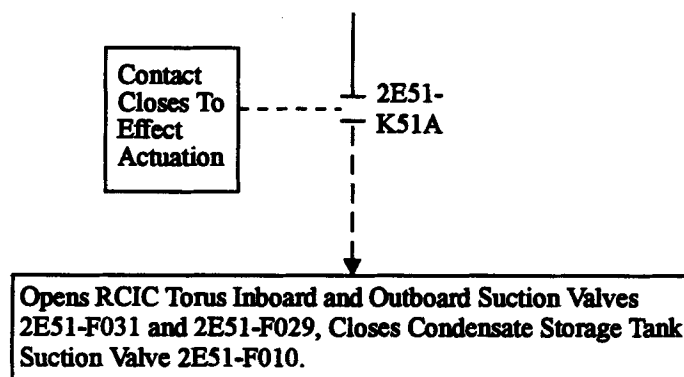 Contact
Closes To
Effect
Actuation
2E51-
K51A
Opens RCIC Torus Inboard and Outboard Suction Valves
2E51-F031 and 2E51-F029, Closes Condensate Storage Tank
Suction Valve 2E51-F010.